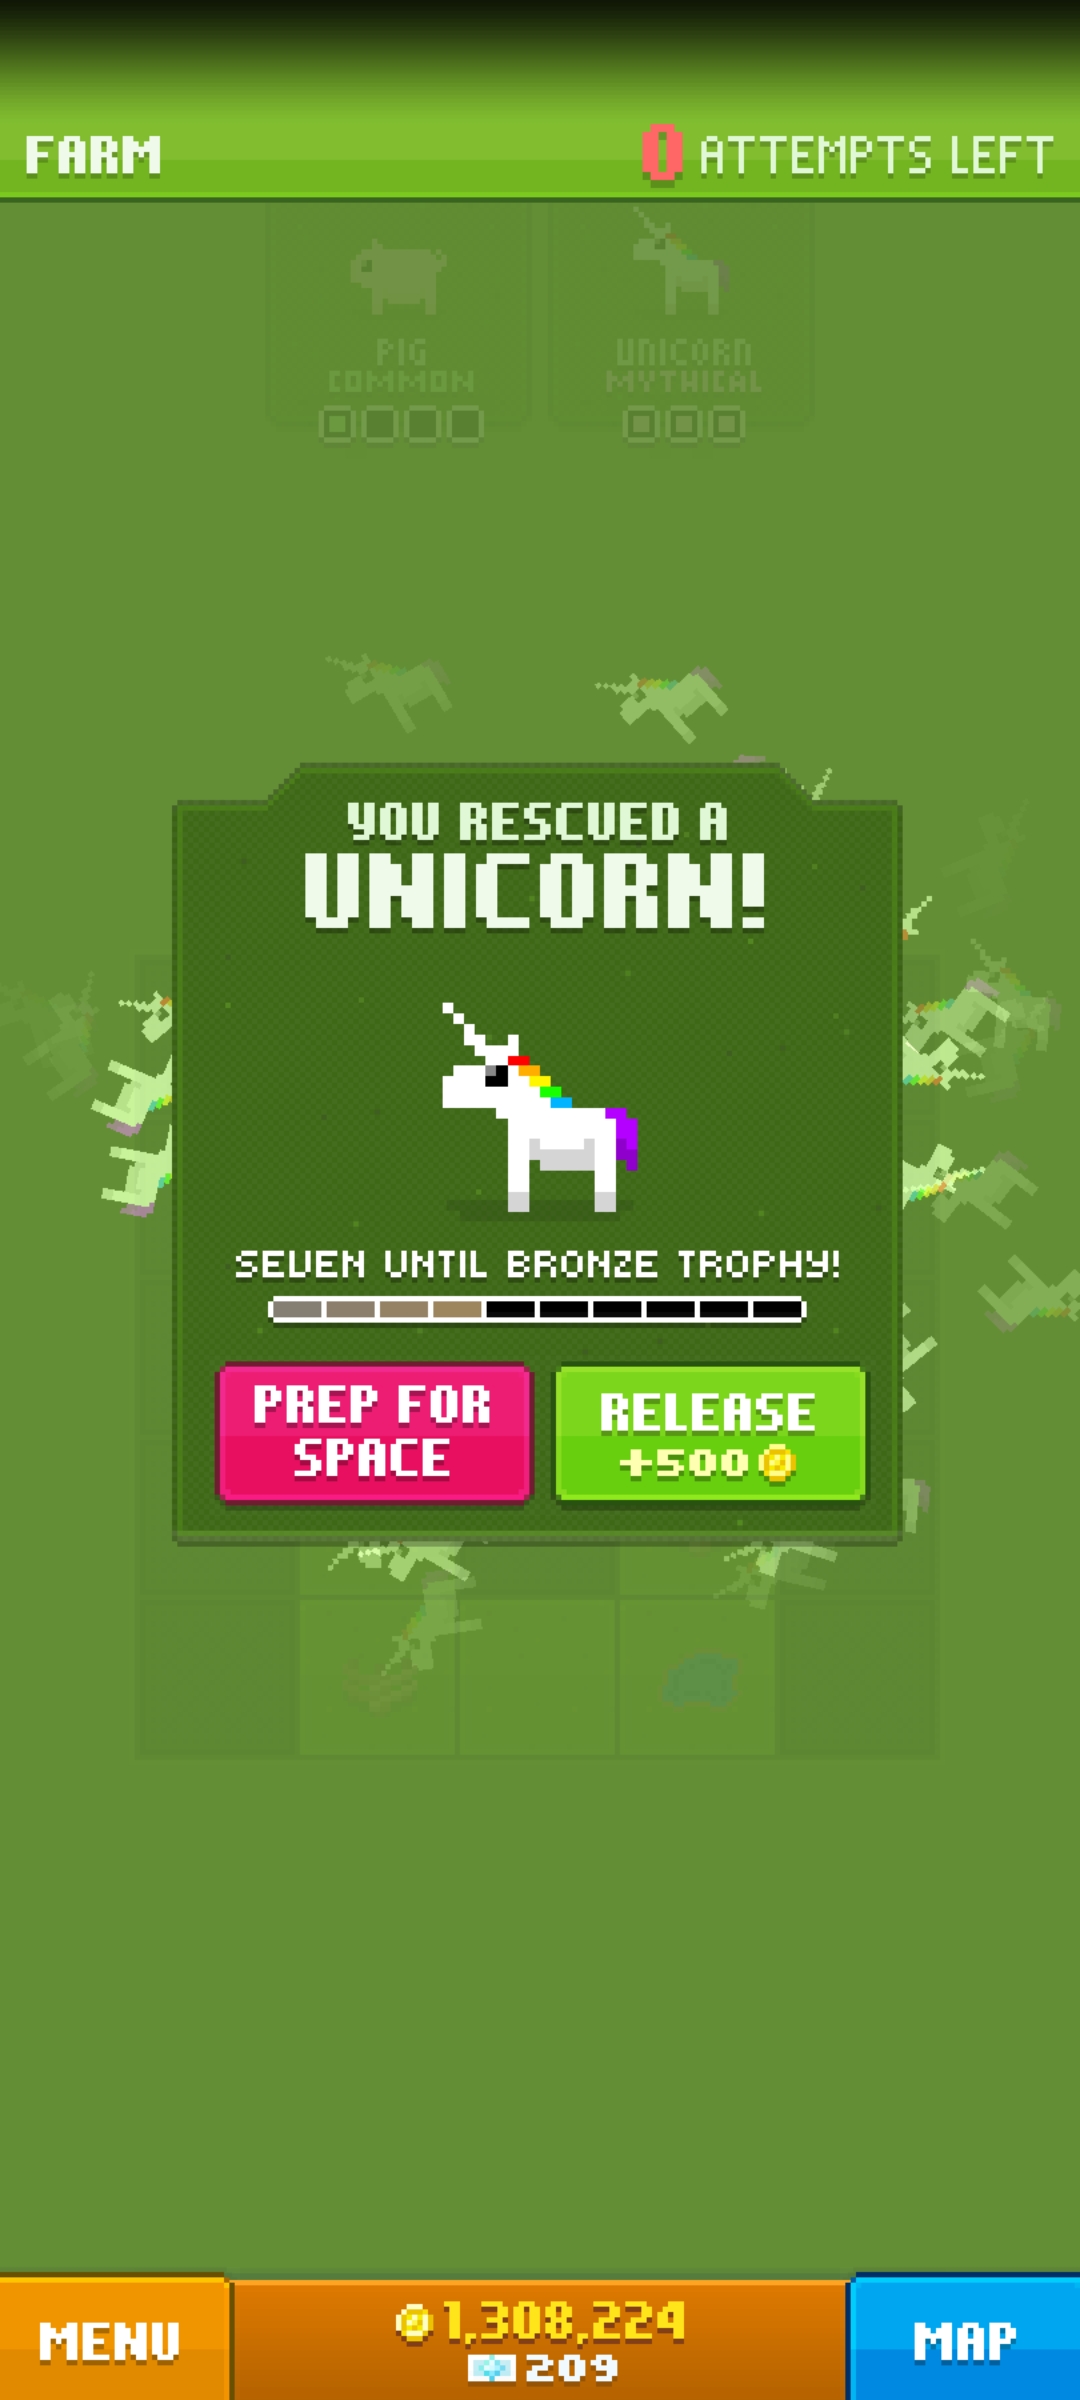 FARM
0 ATTEMPTS LEFT
PIG
COMMON
UNICORN
MYTHICAL
YOU RESCUED A
UNICORN!
SEVEN UNTIL BRONZE TROPHY!
PREP FOR
SPACE
RELEASE
+500
MENU
1,308,224
209
MAP